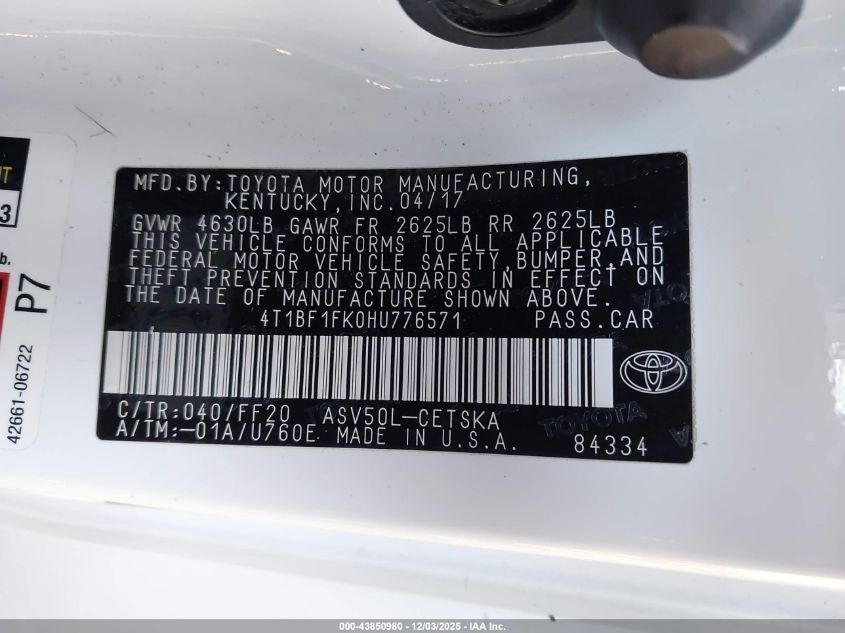 NT
3
b.
P7
42661-06722
MFD.BY:TOYOTA MOTOR MANUFACTURING,
KENTUCKY,INC.04/17
GVWR 4630LB GAWR FR 2625LB RR 2625LB
THIS VEHICLE CONFORMS TO ALL APPLICABLE
FEDERAL MOTOR VEHICLE SAFETY,BUMPER,AND
THEFT PREVENTION STANDARDS IN EFFECT ON
THE DATE OF MANUFACTURE SHOWN ABOVE.
4T1BF1FK0HU776571 PASS.CAR
C/TR:040/FF20 ASV50L-CETSKA
A/TM:-01A/U760E MADE IN U.S.A.
84334
TOYOTA
000-43850980 - 12/03/2025 - IAA Inc.